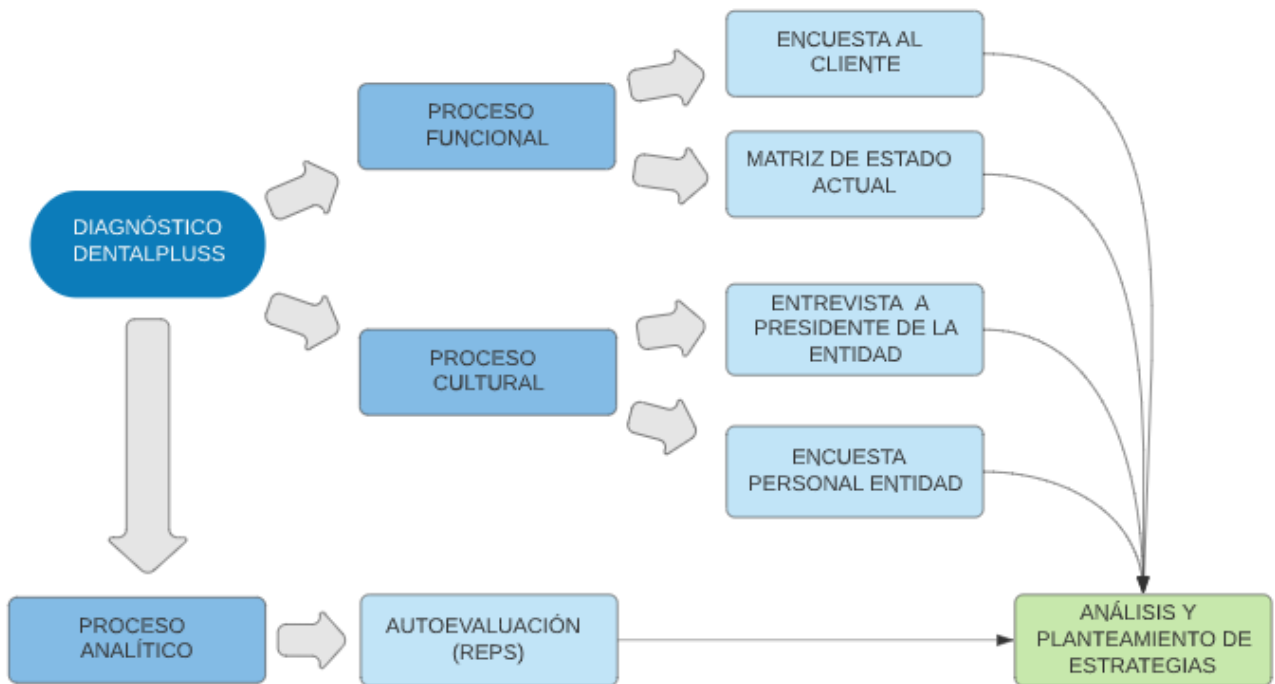 ENCUESTA AL
CLIENTE
PROCESO
FUNCIONAL
MATRIZ DE ESTADO
ACTUAL
DIAGNÓSTICO
DENTALPLUSS
ENTREVISTA A
PRESIDENTE DE LA
ENTIDAD
PROCESO
CULTURAL
ENCUESTA
PERSONAL ENTIDAD
PROCESO
ANALÍTICO
AUTOEVALUACIÓN
(REPS)
ANÁLISIS Y
PLANTEAMIENTO DE
ESTRATEGIAS